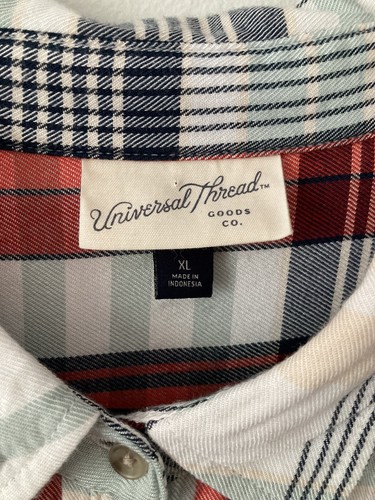 Universal Thread™
GOODS
CO.
XL
MADE IN
INDONESIA